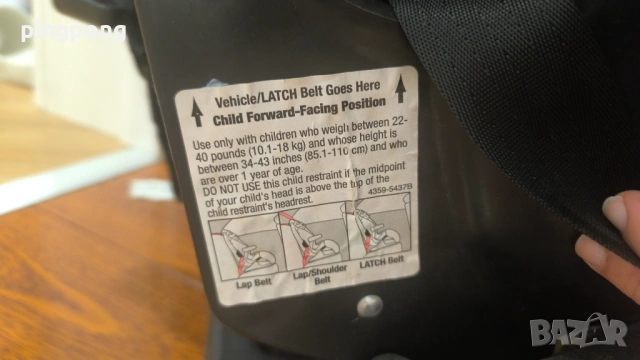 pingpong
Vehicle/LATCH Belt Goes Here
Child Forward-Facing Position
Use only with children who weigh between 22-
40 pounds (10.1-18 kg) and whose height is
between 34-43 inches (85.1-110 cm) and who
are over 1 year of age.
DO NOT USE this child restraint if the midpoint
of your child's head is above the top of the
child restraint's headrest.
4359-5437B
Lap Belt
Lap/Shoulder
Belt
LATCH Belt
BAZAR
.bg